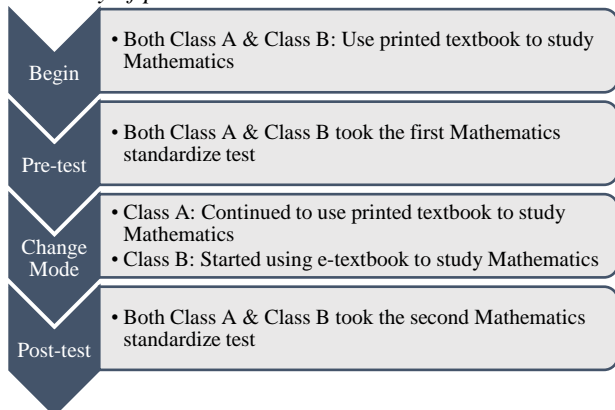 Begin
• Both Class A & Class B: Use printed textbook to study
Mathematics
Pre-test
• Both Class A & Class B took the first Mathematics
standardize test
Change
Mode
• Class A: Continued to use printed textbook to study
Mathematics
• Class B: Started using e-textbook to study Mathematics
Post-test
• Both Class A & Class B took the second Mathematics
standardize test